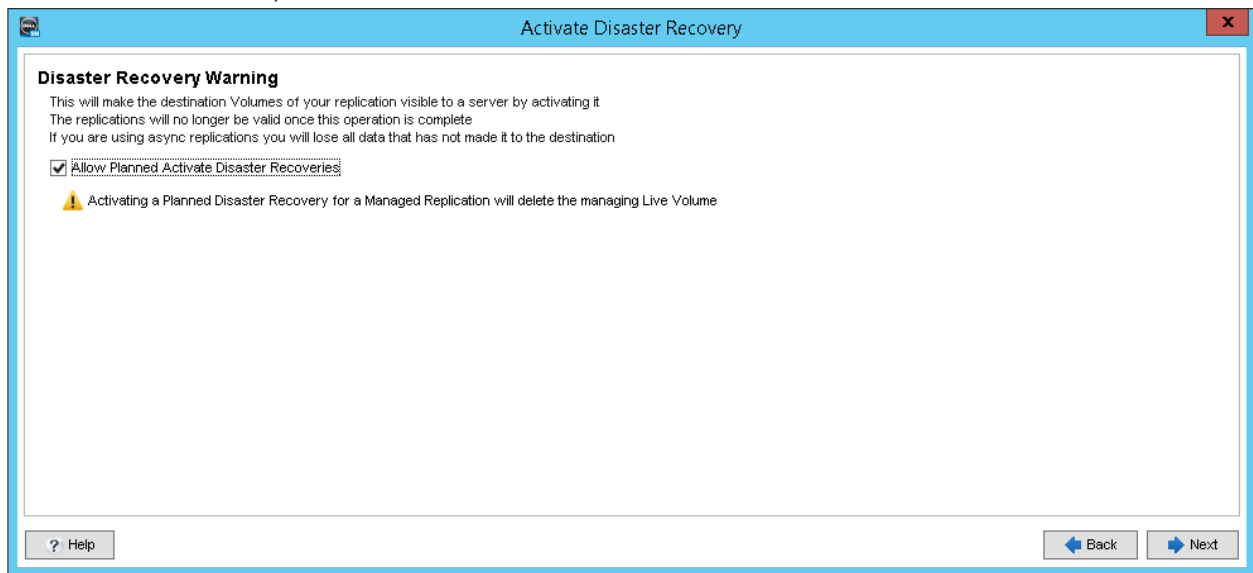 Activate Disaster Recovery
x
Disaster Recovery Warning
This will make the destination Volumes of your replication visible to a server by activating it
The replications will no longer be valid once this operation is complete
If you are using async replications you will lose all data that has not made it to the destination
Allow Planned Activate Disaster Recoveries
Activating a Planned Disaster Recovery for a Managed Replication will delete the managing Live Volume
? Help
Back
Next